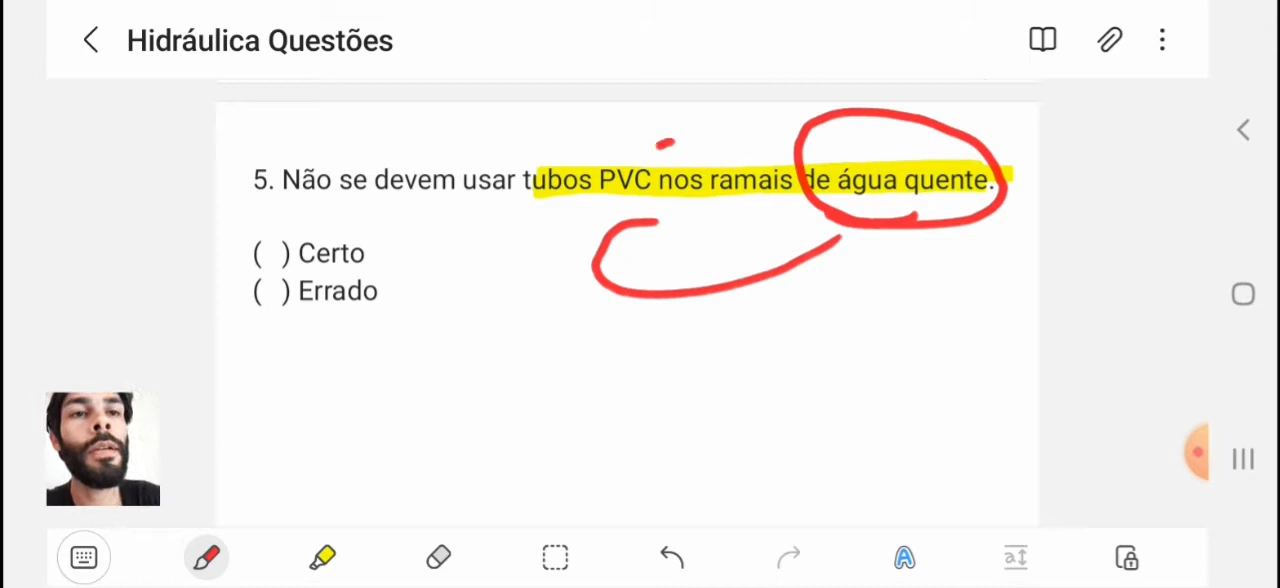 Hidráulica Questões
5. Não se devem usar tubos PVC nos ramais de água quente.
( ) Certo
( ) Errado